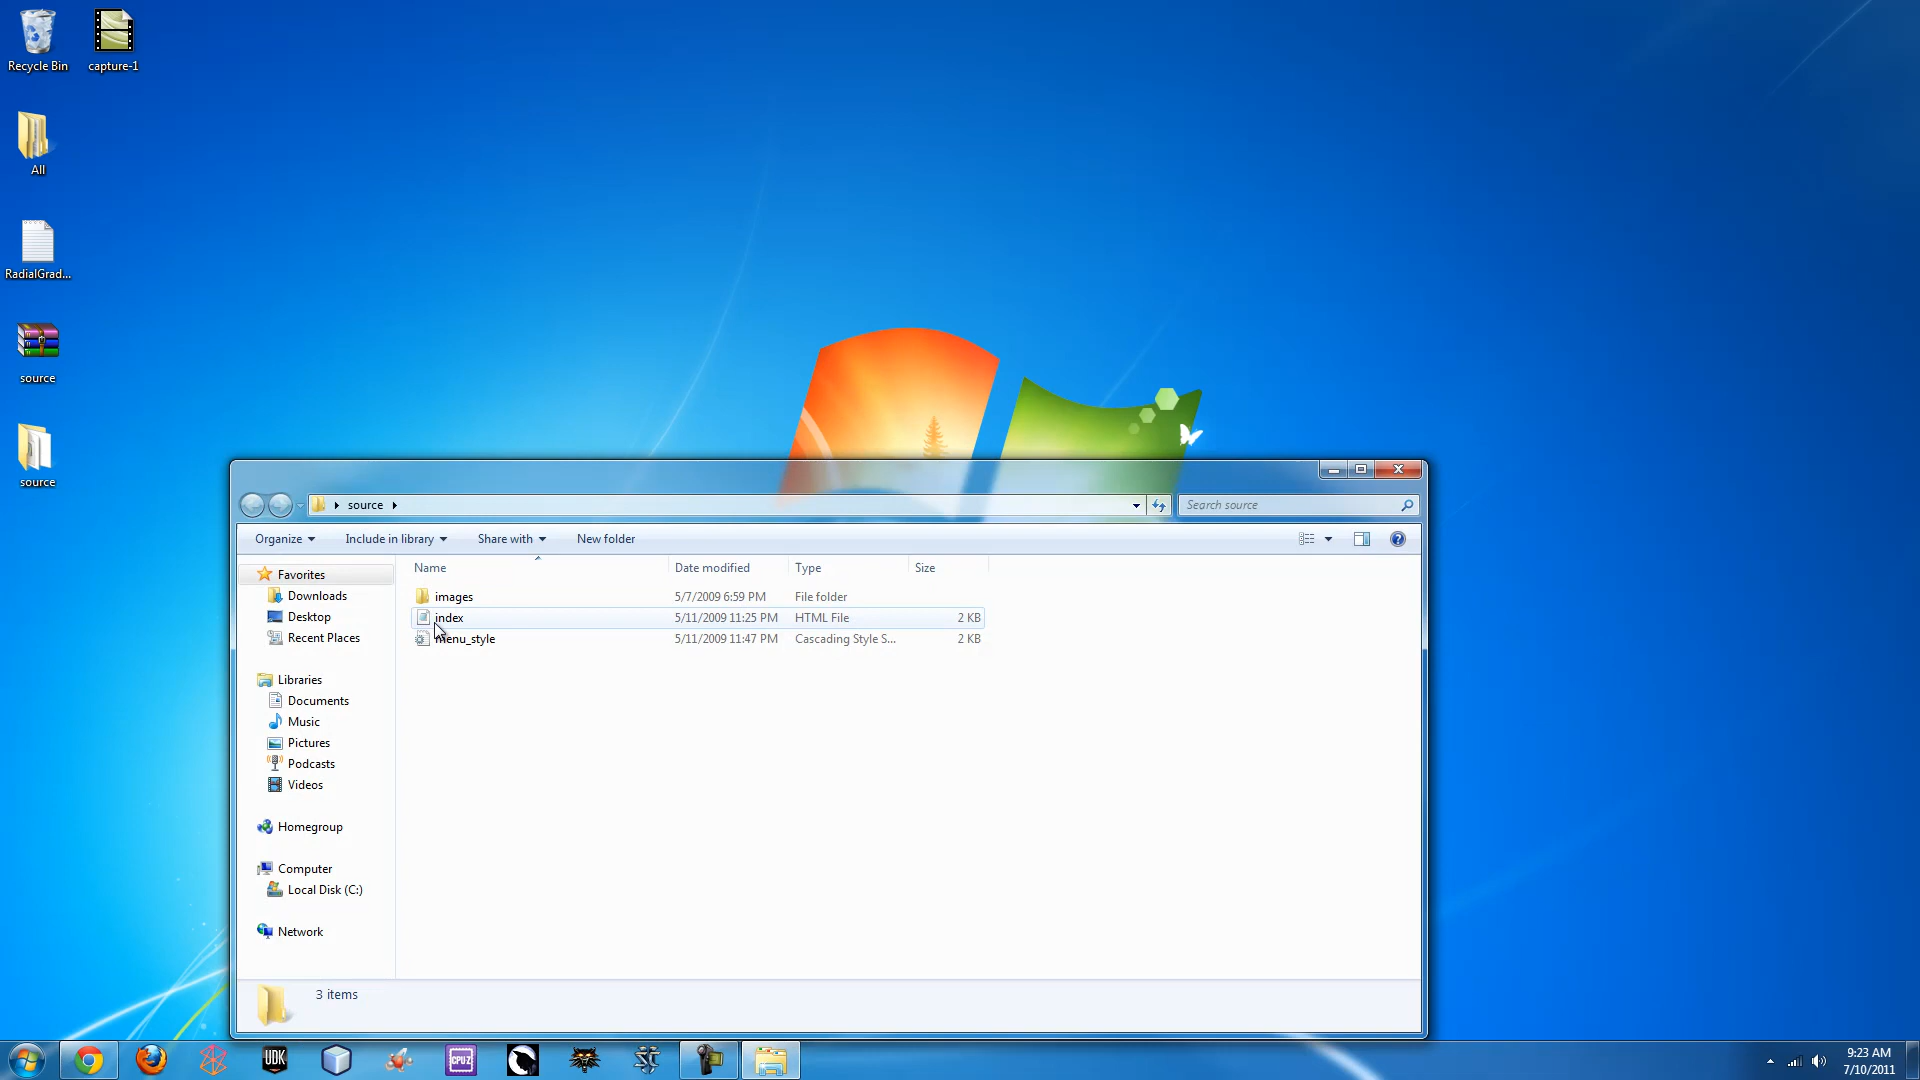 Recycle Bin
capture-1
All
RadialGrad...
source
source
source
Search source
Organize
Include in library
Share with
New folder
Name
Date modified
Type
Size
Favorites
Downloads
Desktop
Recent Places
Libraries
Documents
Music
Pictures
Podcasts
Videos
Homegroup
Computer
Local Disk (C:)
Network
images 5/7/2009 6:59 PM File folder
index 5/11/2009 11:25 PM HTML File 2 KB
menu_style 5/11/2009 11:47 PM Cascading Style S... 2 KB
3 items
UDK
CPU-Z
9:23 AM
7/10/2011